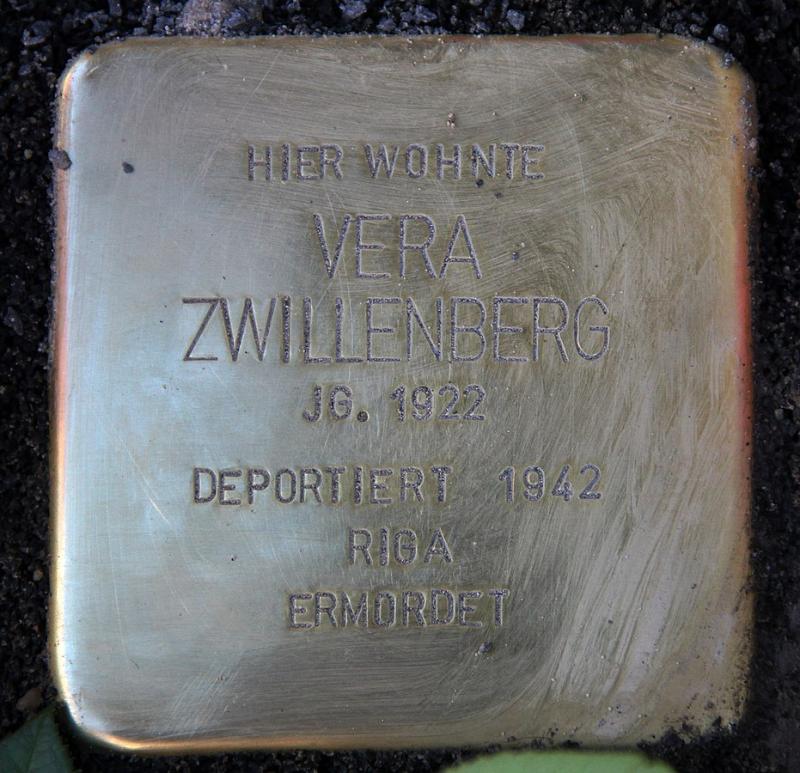 HIER WOHNTE
VERA
ZWILLENBERG
JG. 1922
DEPORTIERT 1942
RIGA
ERMORDET